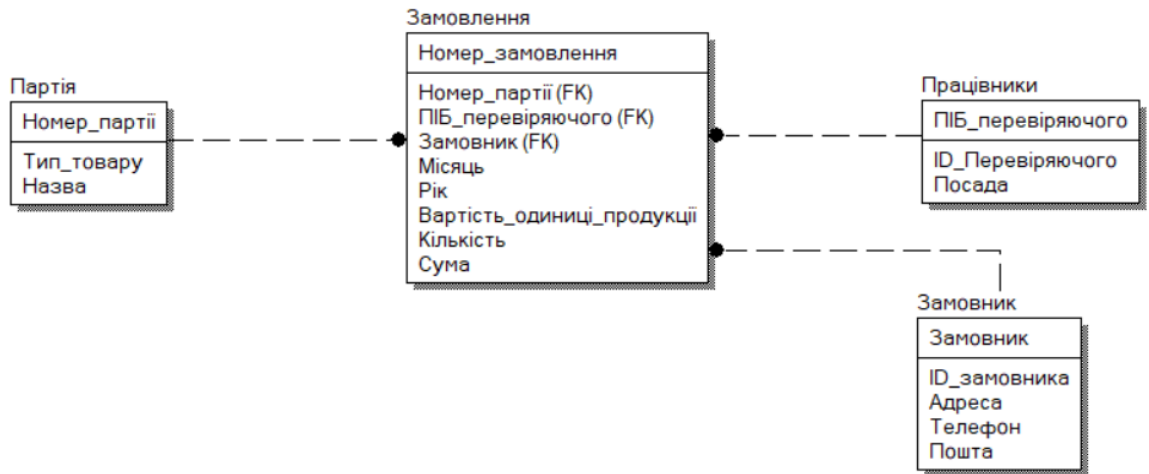 Замовлення
Номер_замовлення
Номер_партії (FK)
ПІБ_перевіряючого (FK)
Замовник (FK)
Місяць
Рік
Вартість_одиниці_продукції
Кількість
Сума
Партія
Номер_партії
Тип_товару
Назва
Працівники
ПІБ_перевіряючого
ID_Перевіряючого
Посада
Замовник
Замовник
ID_замовника
Адреса
Телефон
Пошта